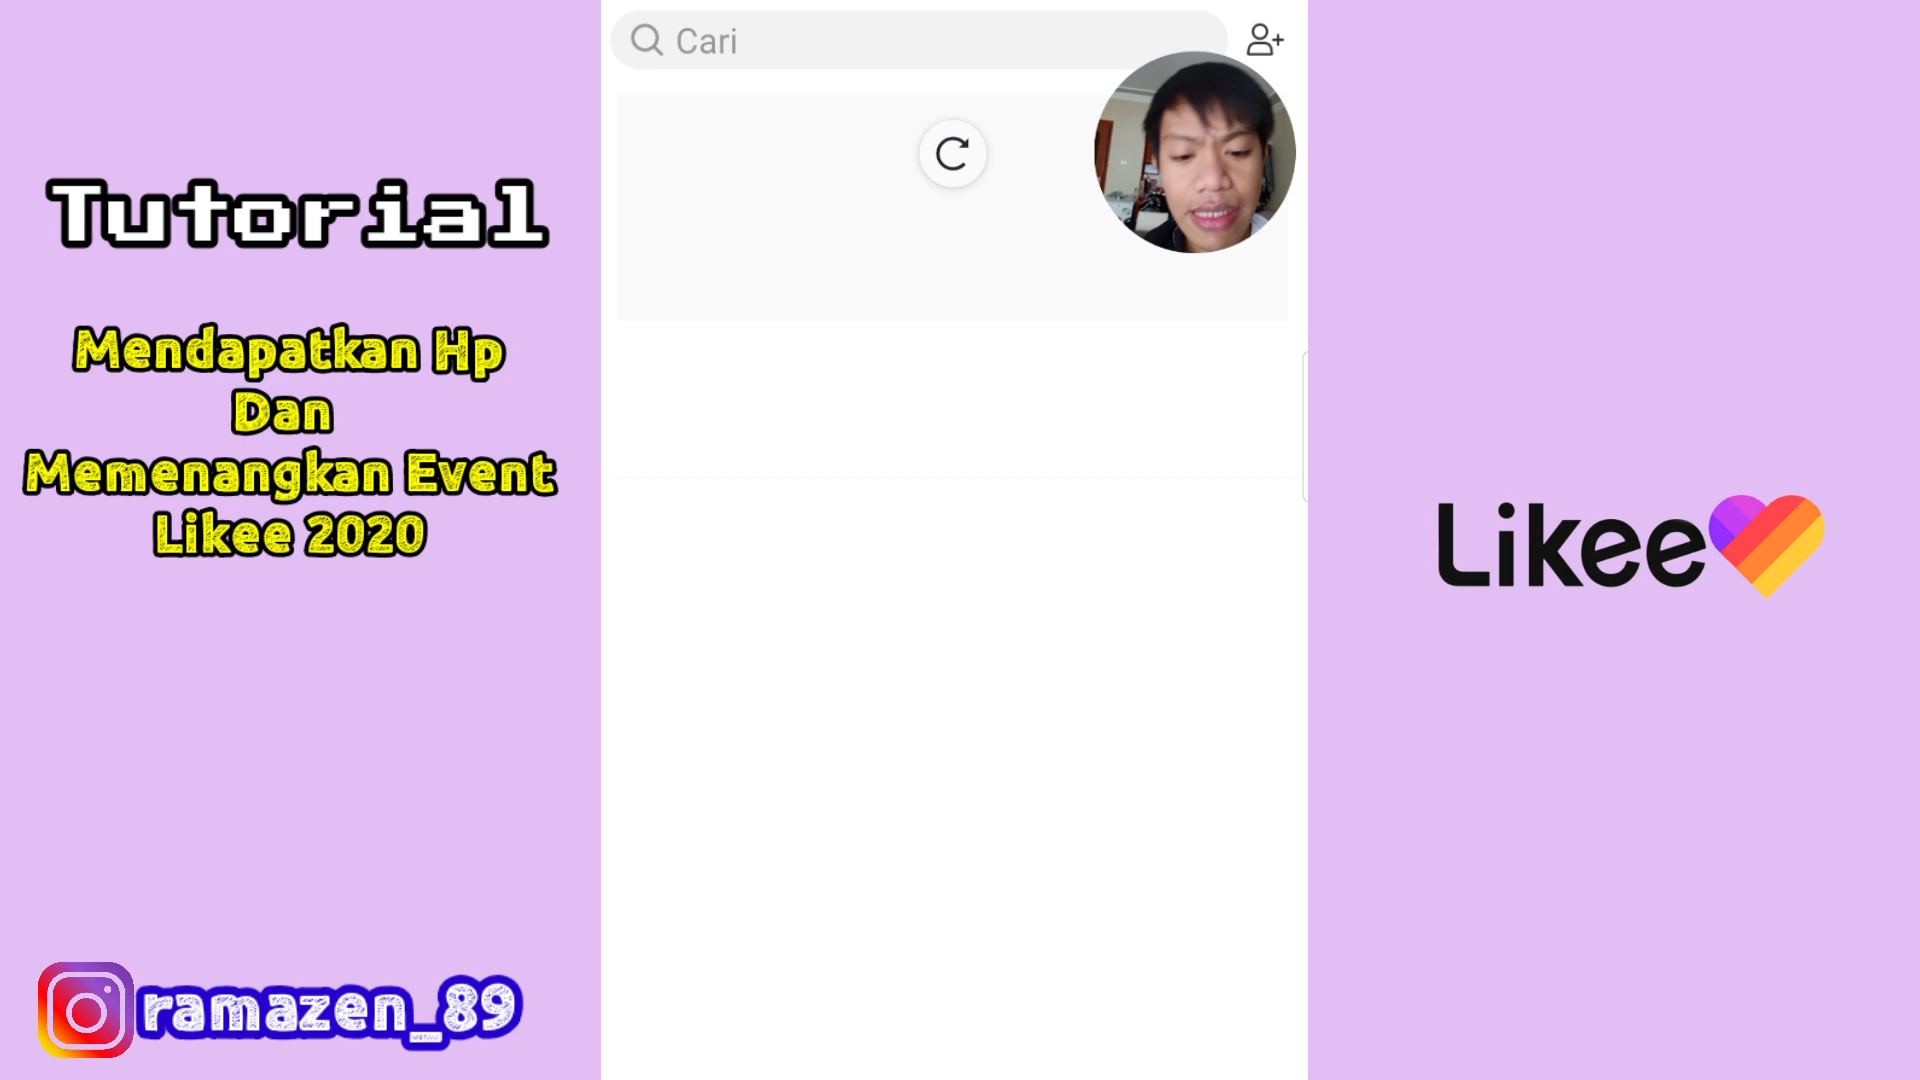 Cari
Tutorial
Mendapatkan Hp
Dan
Memenangkan Event
Likee 2020
Likee
ramazen_89